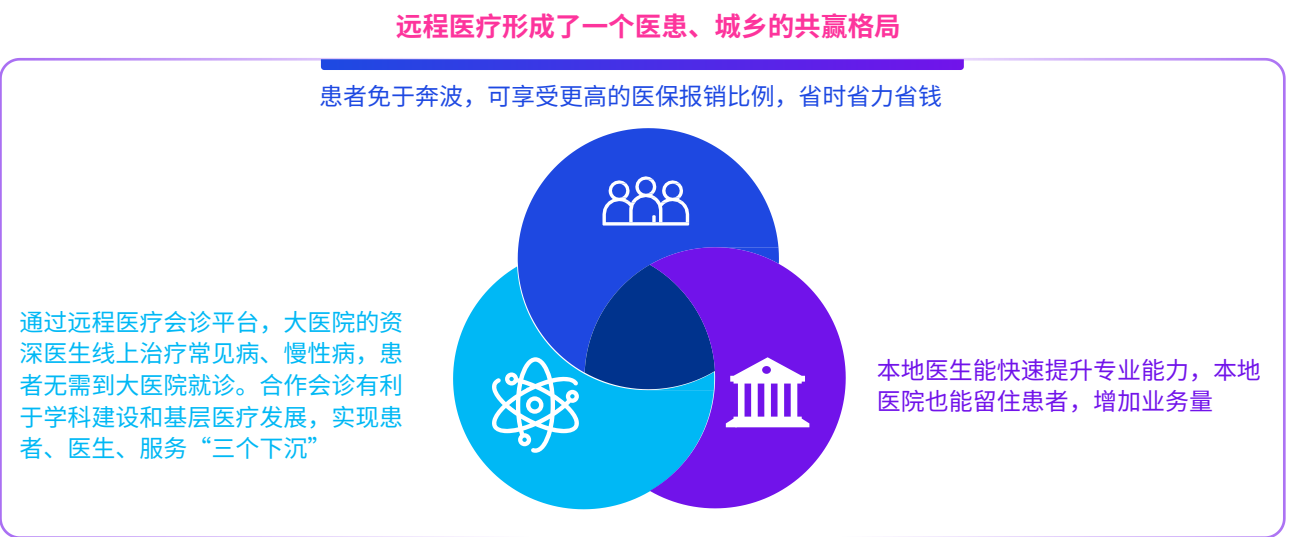 远程医疗形成了一个医患、城乡的共赢格局
患者免于奔波，可享受更高的医保报销比例，省时省力省钱
通过远程医疗会诊平台，大医院的资
深医生线上治疗常见病、慢性病，患
者无需到大医院就诊。合作会诊有利
于学科建设和基层医疗发展，实现患
者、医生、服务“三个下沉”
本地医生能快速提升专业能力，本地
医院也能留住患者，增加业务量